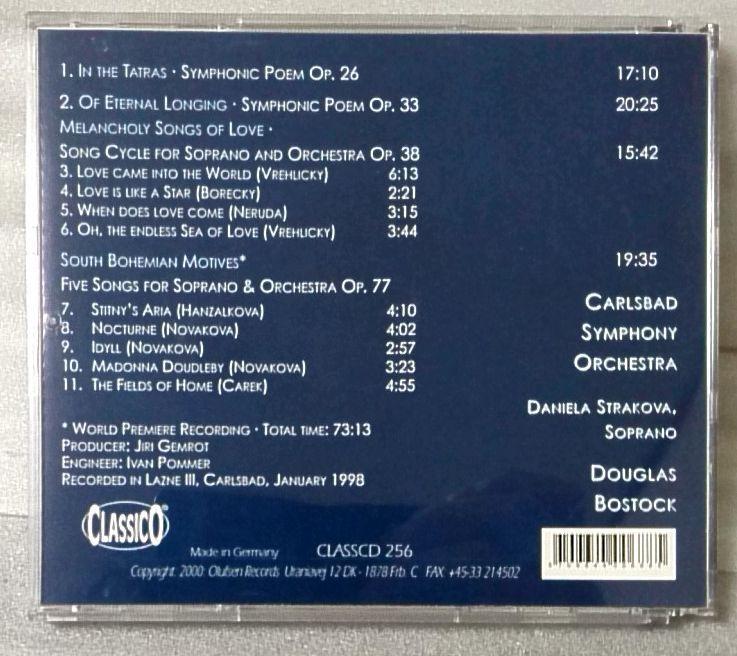 1. In the Tatras · Symphonic Poem Op. 26 17:10
2. Of Eternal Longing · Symphonic Poem Op. 33 20:25
Melancholy Songs of Love ·
Song Cycle for Soprano and Orchestra Op. 38 15:42
3. Love came into the World (Vrehlicky) 6:13
4. Love is like a Star (Borecky) 2:21
5. When does love come (Neruda) 3:15
6. Oh, the endless Sea of Love (Vrehlicky) 3:44
South Bohemian Motives* 19:35
Five Songs for Soprano & Orchestra Op. 77
7. Stitny's Aria (Hanzalkova) 4:10
8. Nocturne (Novakova) 4:02
9. Idyll (Novakova) 2:57
10. Madonna Doudleby (Novakova) 3:23
11. The Fields of Home (Carek) 4:55
Carlsbad
Symphony
Orchestra
Daniela Strakova,
Soprano
Douglas
Bostock
* World Premiere Recording · Total time: 73:13
Producer: Jiri Gemrot
Engineer: Ivan Pommer
Recorded in Lazne III, Carlsbad, January 1998
CLASSICO
Made in Germany CLASSCD 256
Copyright. 2000: Olufsen Records Uraniavej 12 DK - 1878 Frb. C FAX +45-33 214502